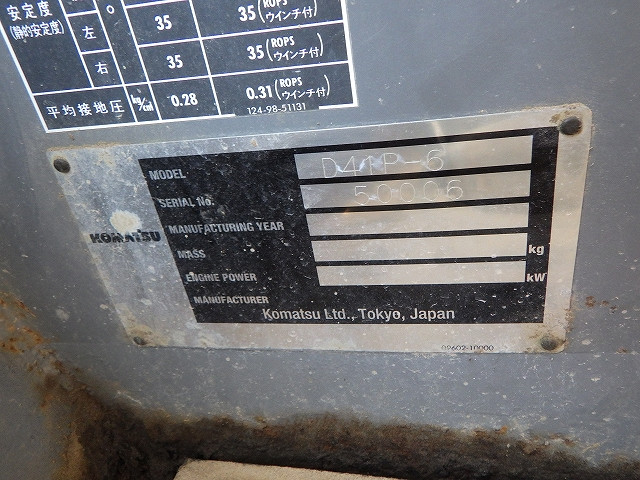 安定度
(静的安定度)
左 35 35 (ROPS ウインチ付)
右 35 35 (ROPS ウインチ付)
平均接地圧 kg/cm² 0.28 0.31 (ROPS ウインチ付)
124-98-51131
MODEL D41P-6
SERIAL No. 50006
KOMATSU
MANUFACTURING YEAR
MASS kg
ENGINE POWER kW
MANUFACTURER
Komatsu Ltd., Tokyo, Japan
09602-10000